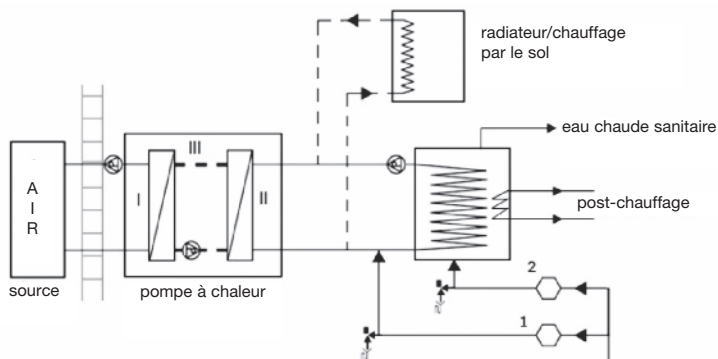 radiateur/chauffage
par le sol
eau chaude sanitaire
III
A
I
R
I
II
post-chauffage
2
source
pompe à chaleur
1